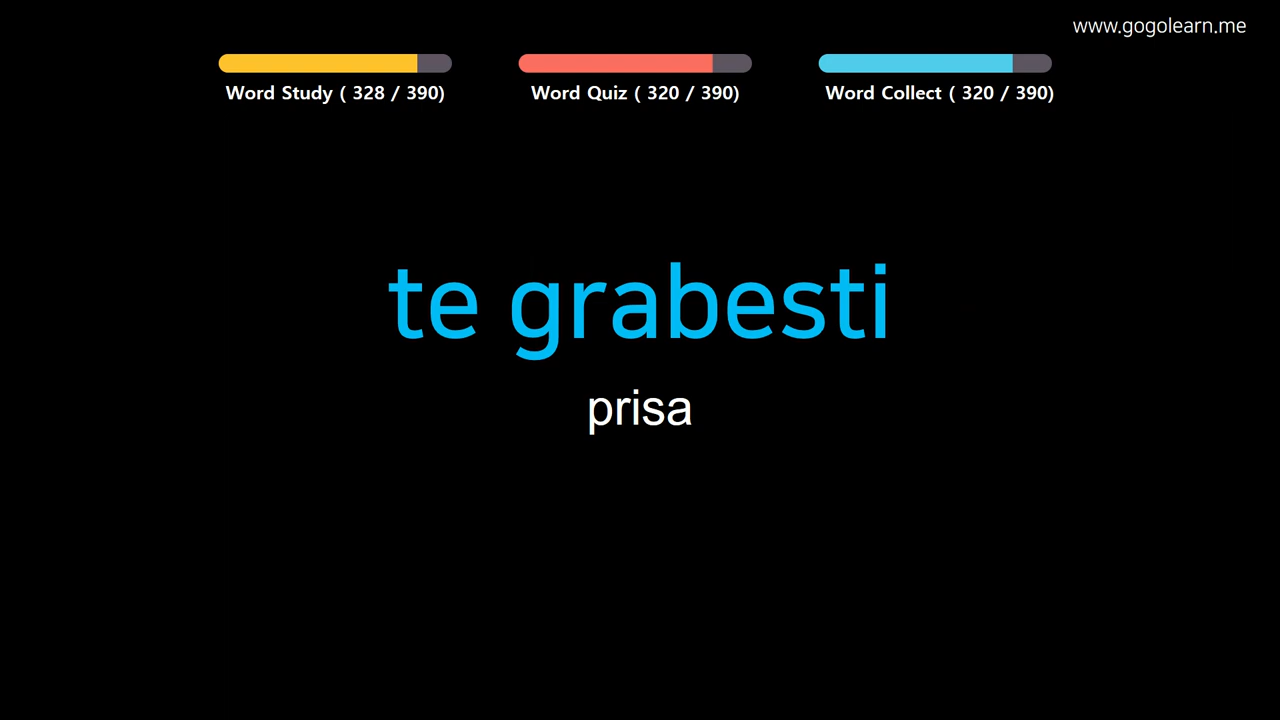 www.gogolearn.me
Word Study ( 328 / 390)
Word Quiz ( 320 / 390)
Word Collect ( 320 / 390)
te grabesti
prisa